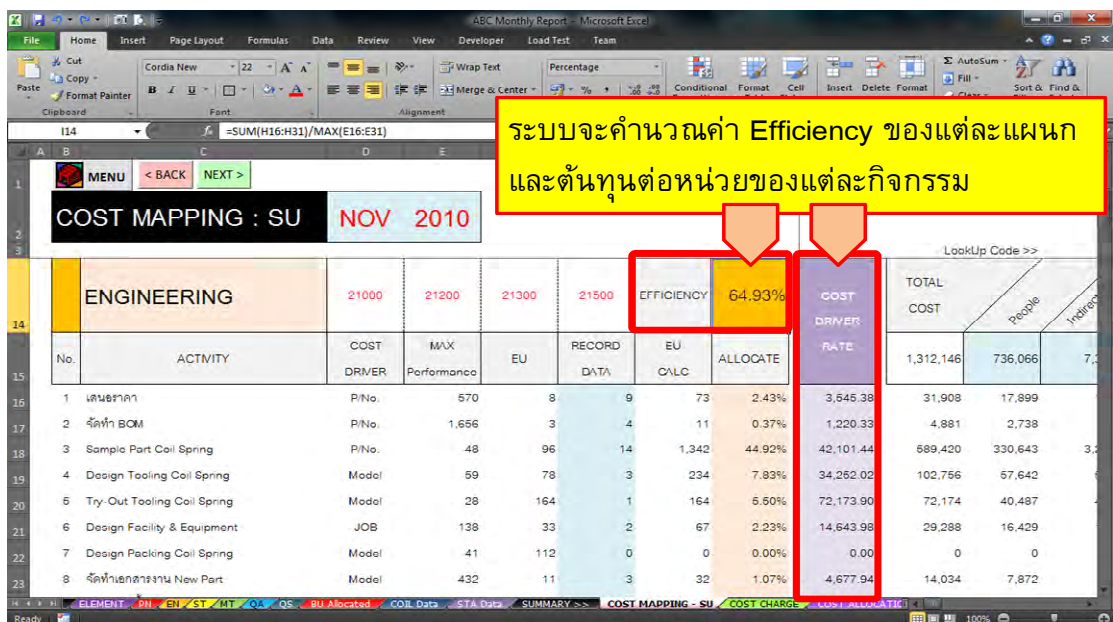 ABC Monthly Report - Microsoft Excel
File Home Insert Page Layout Formulas Data Review View Developer Load Test Team
Cut Cordia New 22 Wrap Text Percentage Σ AutoSum
Copy Fill
Paste Format Painter B I U Merge & Center % Conditional Format Cell Insert Delete Format Sort & Find &
Clipboard Font Alignment
I14 fx =SUM(H16:H31)/MAX(E16:E31)
ระบบจะคำนวณค่า Efficiency ของแต่ละแผนก
และต้นทุนต่อหน่วยของแต่ละกิจกรรม
A B C D E
1 MENU < BACK NEXT >
2 COST MAPPING : SU NOV 2010
3 LookUp Code >>
14 ENGINEERING 21000 21200 21300 21500 EFFICIENCY 64.93% COST DRIVER RATE TOTAL COST People
15 No. ACTIVITY COST DRIVER MAX Performance EU RECORD DATA EU CALC ALLOCATE 1,312,146 736,066
16 1 เสนอราคา P/No. 570 8 9 73 2.43% 3,545.38 31,908 17,899
17 2 จัดทำ BOM P/No. 1,656 3 4 11 0.37% 1,220.33 4,881 2,738
18 3 Sample Part Coil Spring P/No. 48 96 14 1,342 44.92% 42,101.44 589,420 330,643
19 4 Design Tooling Coil Spring Model 59 78 3 234 7.83% 34,252.02 102,756 57,642
20 5 Try-Out Tooling Coil Spring Model 28 164 1 164 5.50% 72,173.90 72,174 40,487
21 6 Design Facility & Equipment JOB 138 33 2 67 2.23% 14,643.98 29,288 16,429
22 7 Design Packing Coil Spring Model 41 112 0 0 0.00% 0.00 0 0
23 8 จัดทำเอกสารงาน New Part Model 432 11 3 32 1.07% 4,677.94 14,034 7,872
ELEMENT PN EN ST MT QA QS BU Allocated COIL Data STA Data SUMMARY >> COST MAPPING - SU COST CHARGE COST ALLOCATIO
Ready 100%